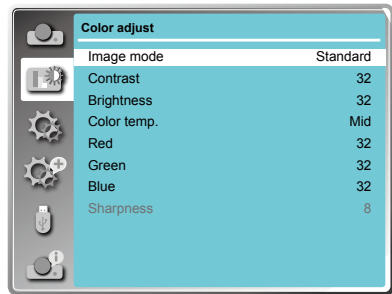 Color adjust
Image mode Standard
Contrast 32
Brightness 32
Color temp. Mid
Red 32
Green 32
Blue 32
Sharpness 8